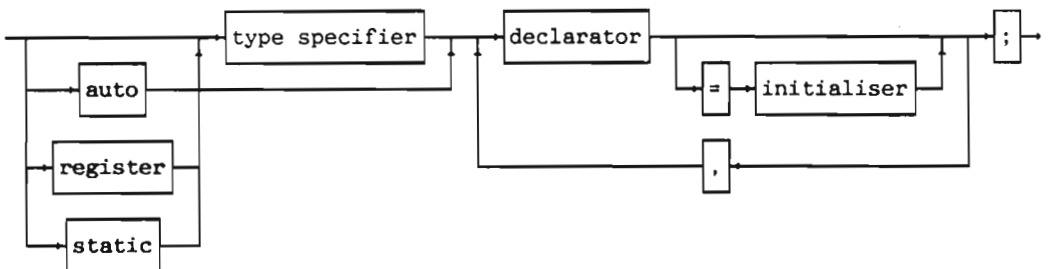 type specifier declarator ;
auto = initialiser
register ,
static